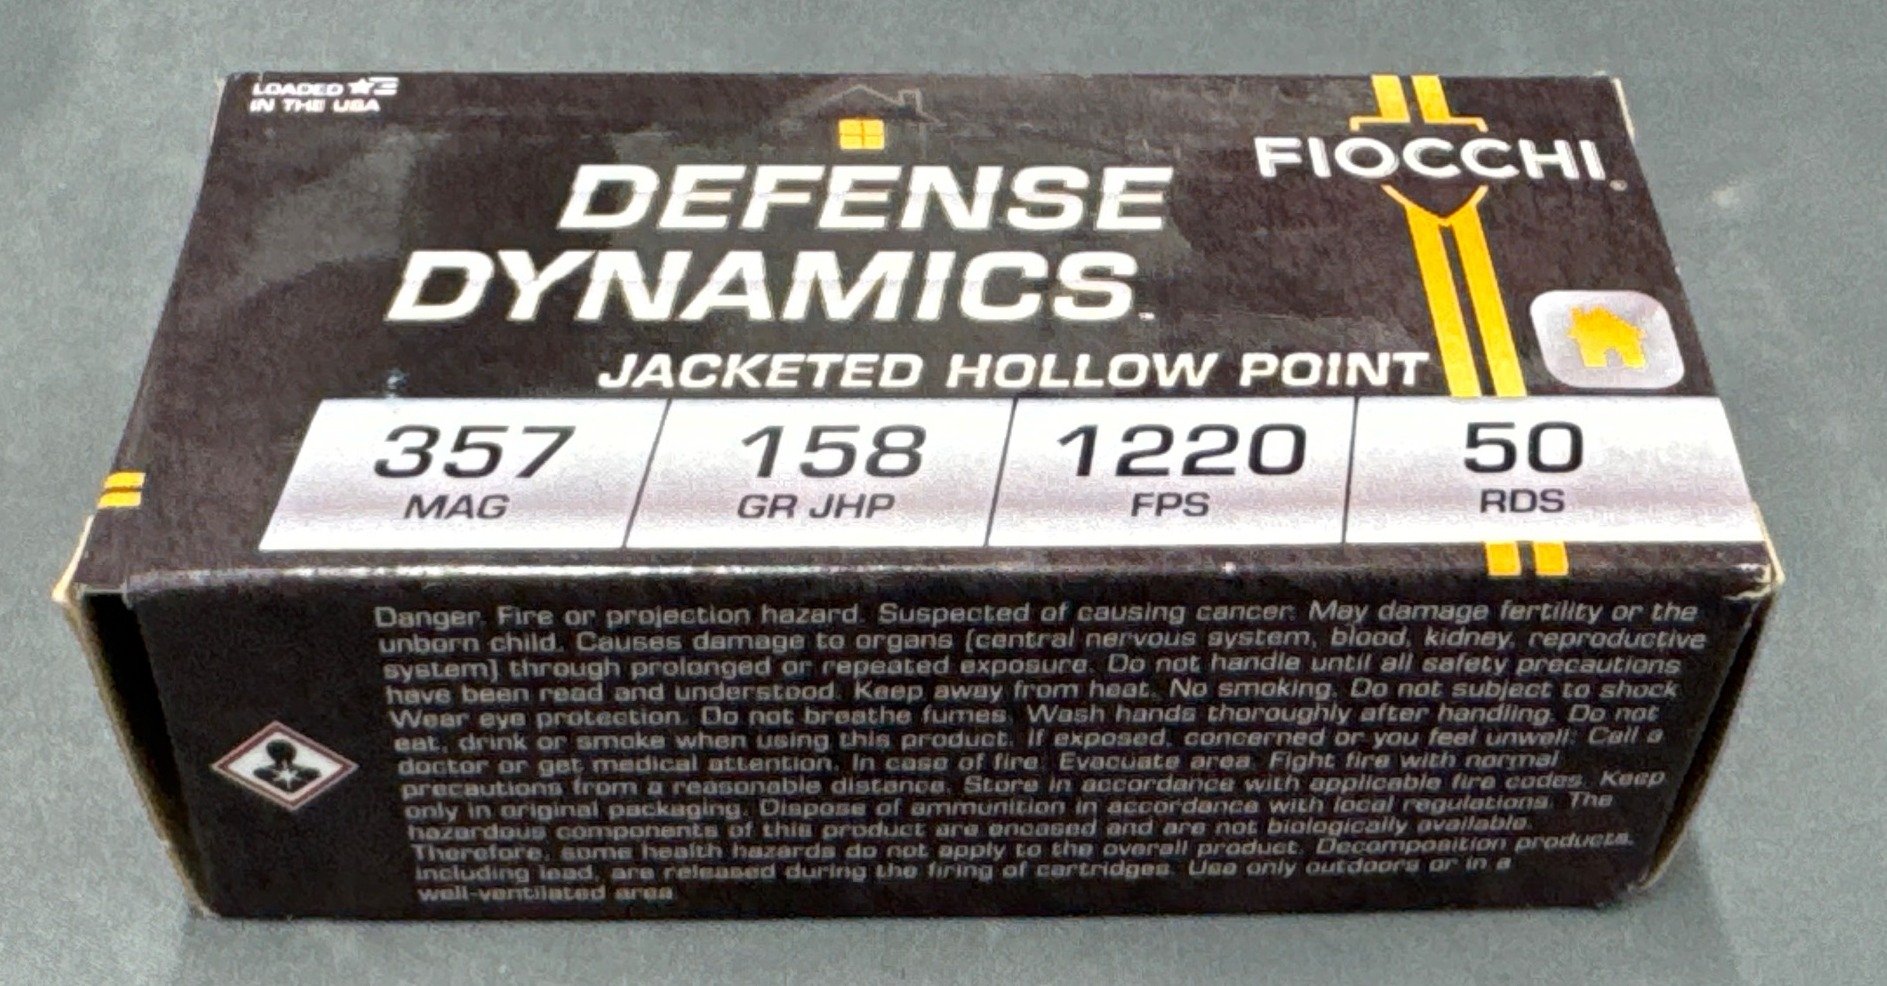 LOADED
IN THE USA
FIOCCHI®
DEFENSE
DYNAMICS™
JACKETED HOLLOW POINT
357 158 1220 50
MAG GR JHP FPS RDS
Danger. Fire or projection hazard. Suspected of causing cancer. May damage fertility or the
unborn child. Causes damage to organs (central nervous system, blood, kidney, reproductive
system) through prolonged or repeated exposure. Do not handle until all safety precautions
have been read and understood. Keep away from heat. No smoking. Do not subject to shock
Wear eye protection. Do not breathe fumes. Wash hands thoroughly after handling. Do not
eat, drink or smoke when using this product. If exposed, concerned or you feel unwell: Call a
doctor or get medical attention. In case of fire: Evacuate area. Fight fire with normal
precautions from a reasonable distance. Store in accordance with applicable fire codes. Keep
only in original packaging. Dispose of ammunition in accordance with local regulations. The
hazardous components of this product are encased and are not biologically available.
Therefore, some health hazards do not apply to the overall product. Decomposition products,
including lead, are released during the firing of cartridges. Use only outdoors or in a
well-ventilated area